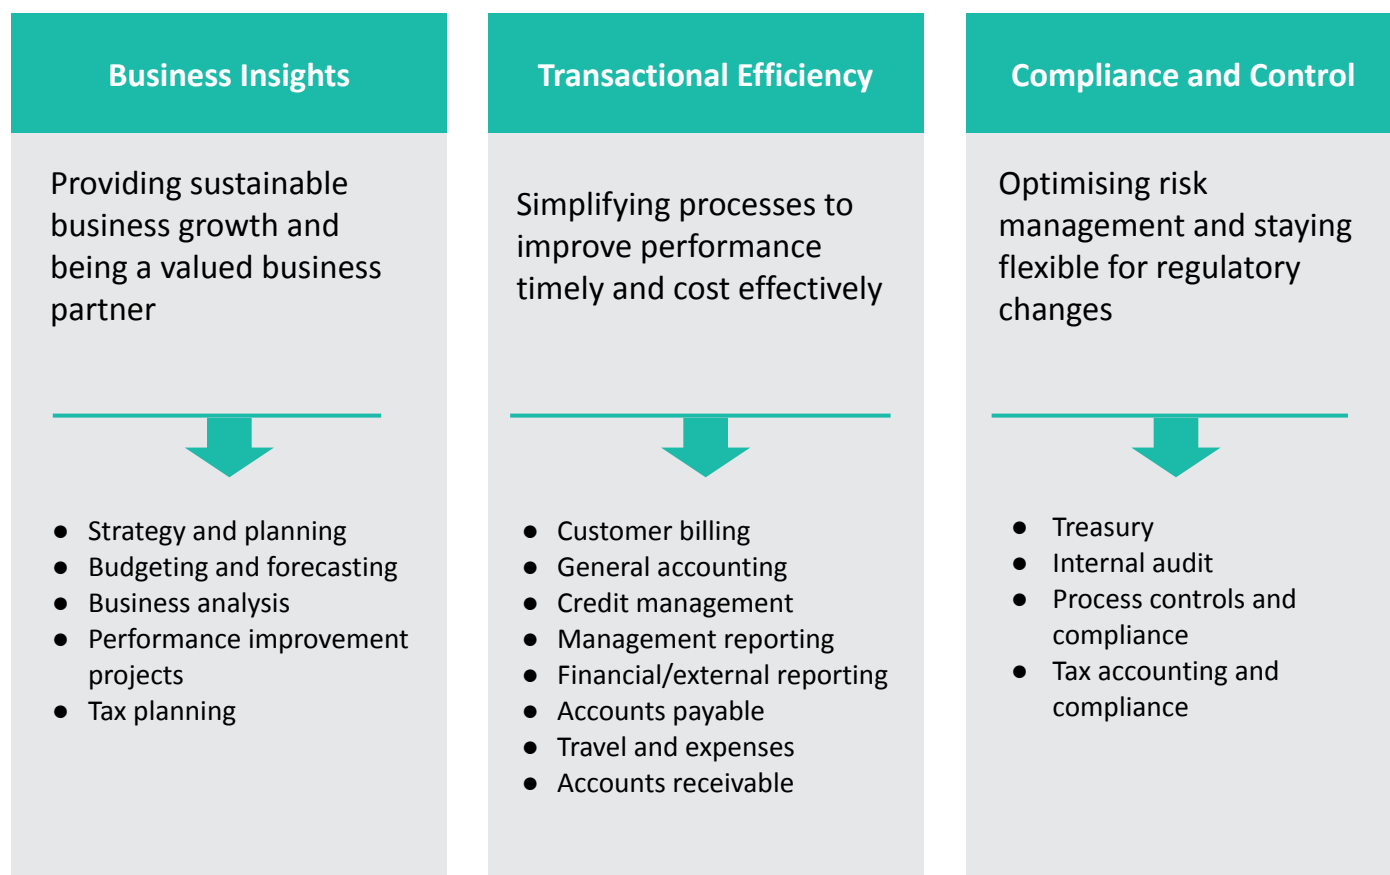 Business Insights
Providing sustainable
business growth and
being a valued business
partner
● Strategy and planning
● Budgeting and forecasting
● Business analysis
● Performance improvement
projects
● Tax planning
Transactional Efficiency
Simplifying processes to
improve performance
timely and cost effectively
● Customer billing
● General accounting
● Credit management
● Management reporting
● Financial/external reporting
● Accounts payable
● Travel and expenses
● Accounts receivable
Compliance and Control
Optimising risk
management and staying
flexible for regulatory
changes
● Treasury
● Internal audit
● Process controls and
compliance
● Tax accounting and
compliance